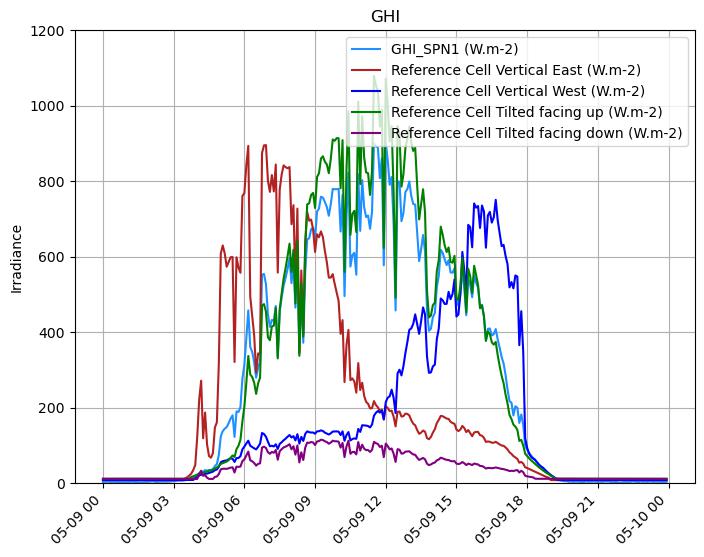 GHI
1200
1000
800
600
400
200
0
Irradiance
GHI_SPN1 (W.m-2)
Reference Cell Vertical East (W.m-2)
Reference Cell Vertical West (W.m-2)
Reference Cell Tilted facing up (W.m-2)
Reference Cell Tilted facing down (W.m-2)
05-09 00
05-09 03
05-09 06
05-09 09
05-09 12
05-09 15
05-09 18
05-09 21
05-10 00